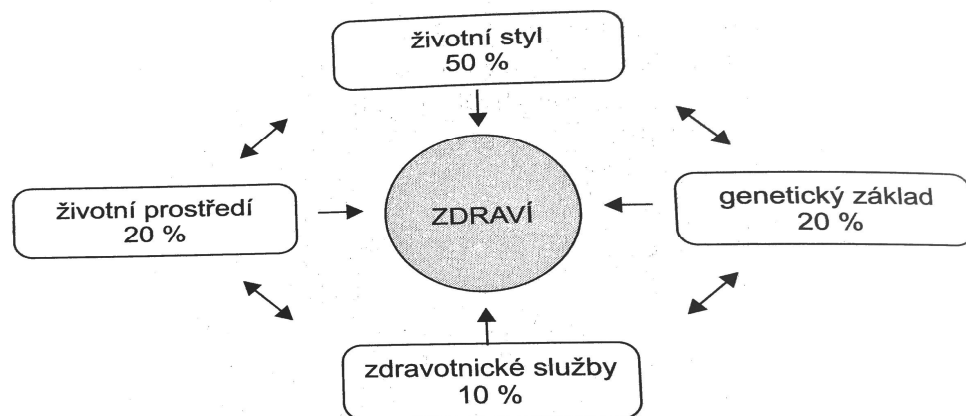 životní styl
50 %
životní prostředí
20 %
ZDRAVÍ
genetický základ
20 %
zdravotnické služby
10 %